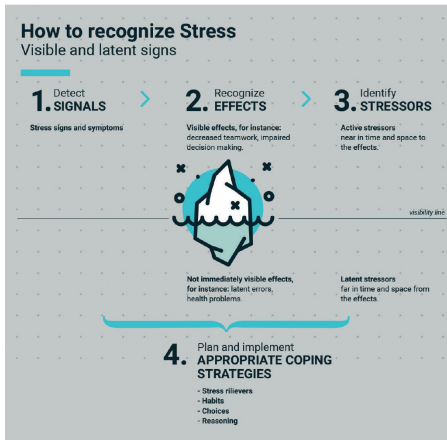 How to recognize Stress
Visible and latent signs
1. Detect
SIGNALS
Stress signs and symptoms
2. Recognize
EFFECTS
Visible effects, for instance:
decreased teamwork, impaired
decision making.
3. Identify
STRESSORS
Active stressors
near in time and space to
the effects.
visibility line
Not immediately visible effects,
for instance: latent errors,
health problems.
Latent stressors
far in time and space from
the effects.
4. Plan and implement
APPROPRIATE COPING
STRATEGIES
- Stress rilievers
- Habits
- Choices
- Reasoning